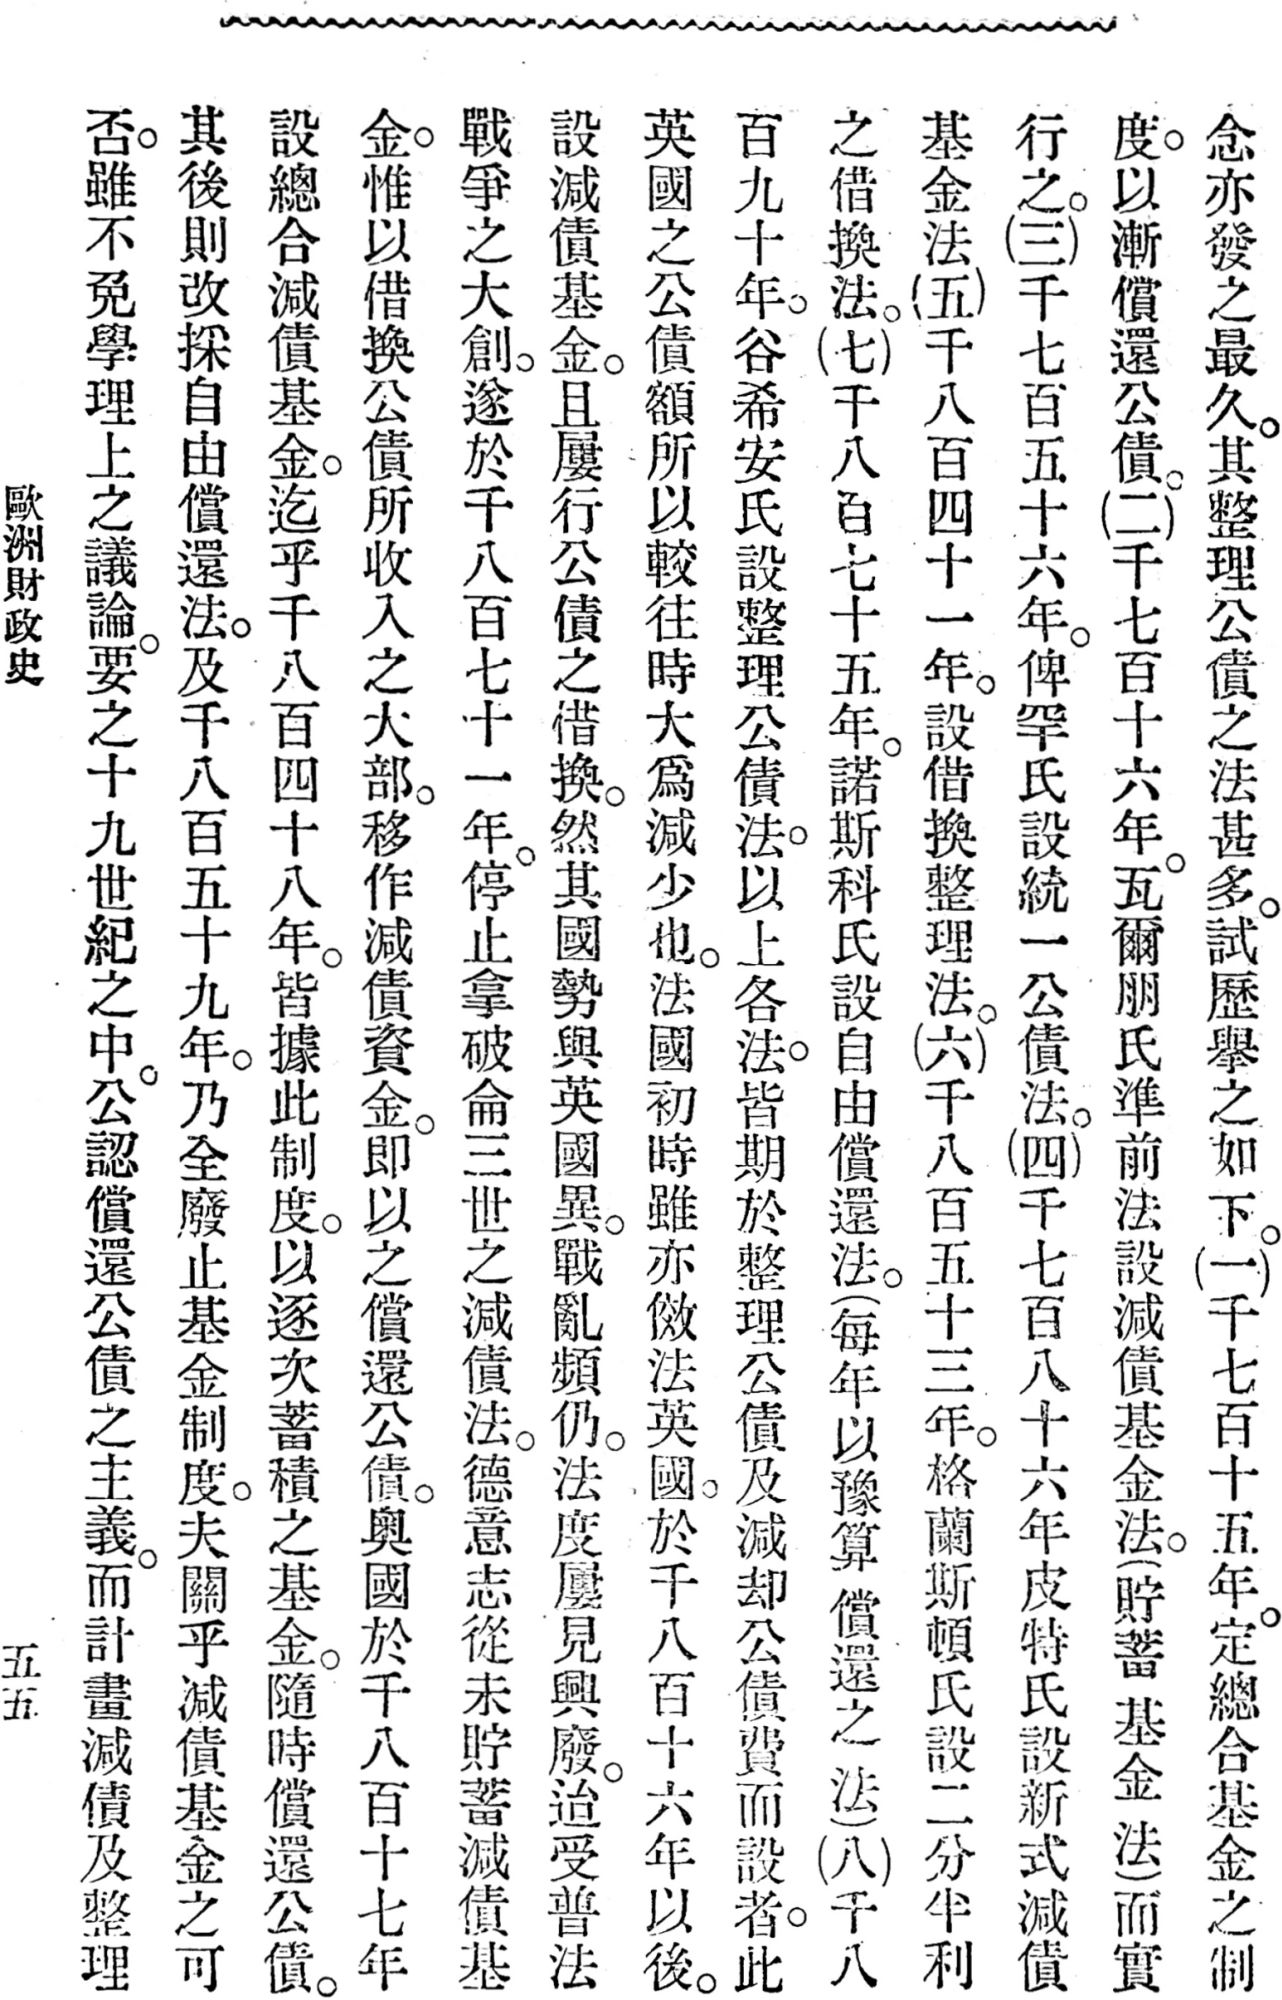 念亦發之最久。其整理公債之法甚多。試歷舉之如下。(一)千七百十五年。定總合基金之制
度。以漸償還公債。(二)千七百十六年。瓦爾朋氏準前法設減債基金法。(貯蓄基金法)而實
行之。(三)千七百五十六年。俾罕氏設統一公債法。(四)千七百八十六年皮特氏設新式減債
基金法(五)千八百四十一年。設借換整理法。(六)千八百五十三年。格蘭斯頓氏設二分半利
之借換法。(七)千八百七十五年。諾斯科氏設自由償還法。(每年以豫算償還之法)(八)千八
百九十年。谷希安氏設整理公債法。以上各法。皆期於整理公債及減却公債費而設者。此
英國之公債額所以較往時大爲減少也。法國初時雖亦傚法英國。於千八百十六年以後。
設減債基金。且屢行公債之借換。然其國勢與英國異。戰亂頻仍。法度屢見興廢。迨受普法
戰爭之大創。遂於千八百七十一年。停止拿破侖三世之減債法。德意志從未貯蓄減債基
金。惟以借換公債所收入之大部。移作減債資金。即以之償還公債。奧國於千八百十七年
設總合減債基金。迄乎千八百四十八年。皆據此制度。以逐次蓄積之基金。隨時償還公債。
其後則改採自由償還法。及千八百五十九年。乃全廢止基金制度。夫關乎減債基金之可
否。雖不免學理上之議論。要之十九世紀之中。公認償還公債之主義。而計畫減債及整理
歐洲財政史
五五